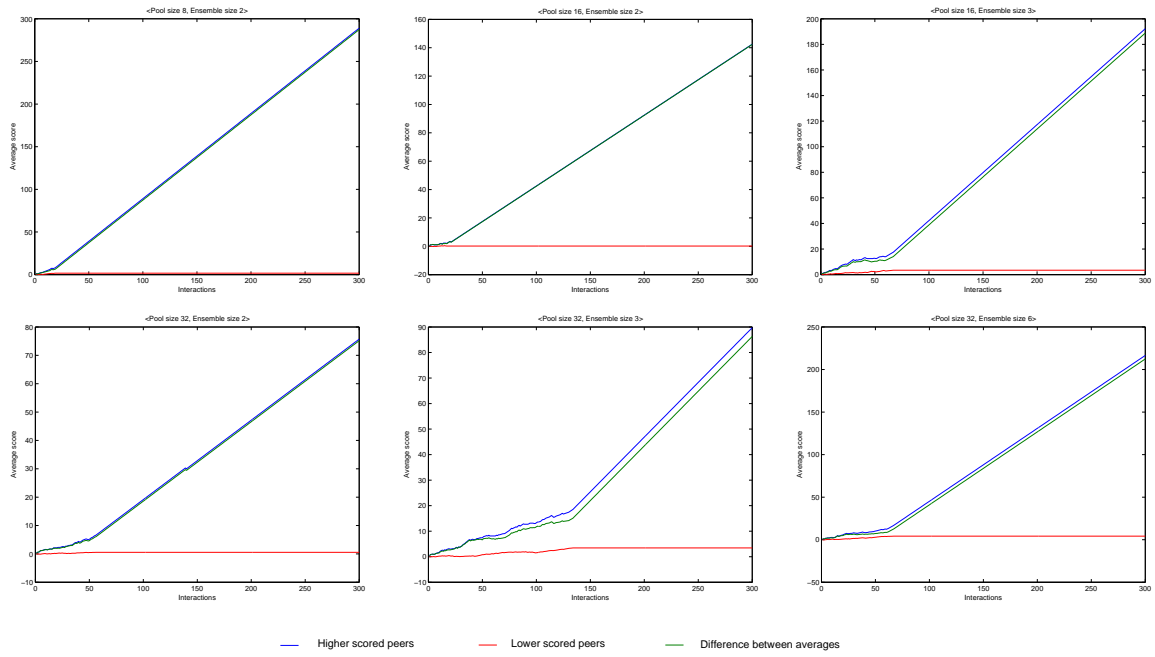 <Pool size 8, Ensemble size 2>
300
250
200
150
100
50
0
Average score
0 50 100 150 200 250 300
Interactions
<Pool size 16, Ensemble size 2>
160
140
120
100
80
60
40
20
0
−20
Average score
0 50 100 150 200 250 300
Interactions
<Pool size 16, Ensemble size 3>
200
180
160
140
120
100
80
60
40
20
0
Average score
0 50 100 150 200 250 300
Interactions
<Pool size 32, Ensemble size 2>
80
70
60
50
40
30
20
10
0
−10
Average score
0 50 100 150 200 250 300
Interactions
<Pool size 32, Ensemble size 3>
90
80
70
60
50
40
30
20
10
0
−10
Average score
0 50 100 150 200 250 300
Interactions
<Pool size 32, Ensemble size 6>
250
200
150
100
50
0
−50
Average score
0 50 100 150 200 250 300
Interactions
Higher scored peers Lower scored peers Difference between averages